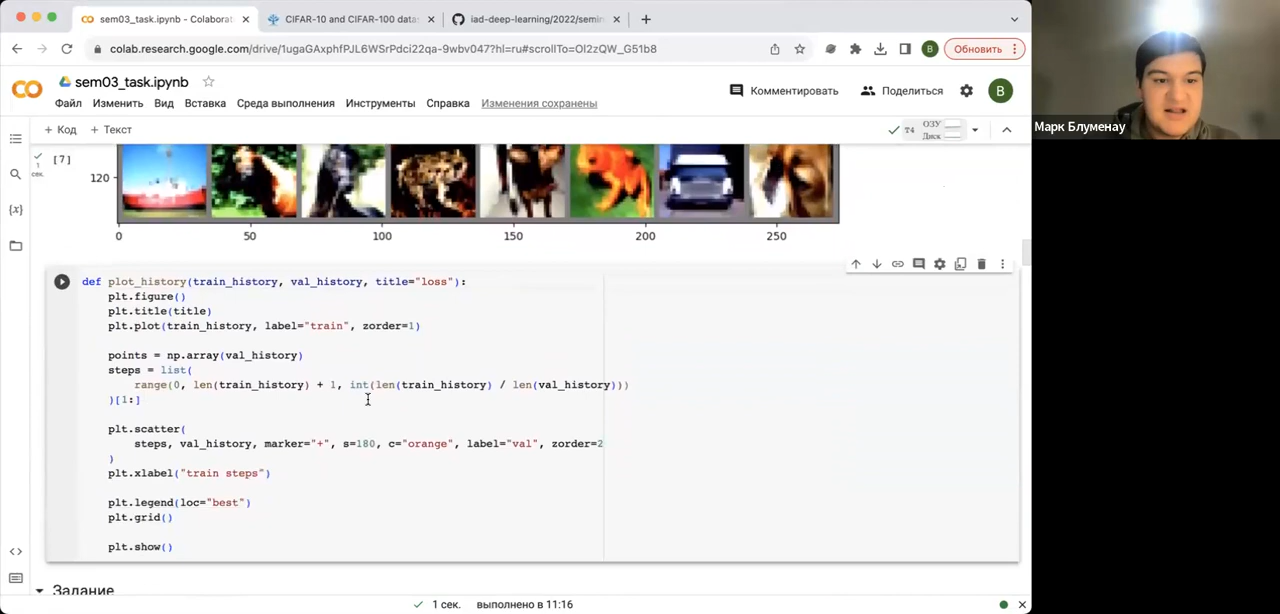 sem03_task.ipynb - Colaborat
CIFAR-10 and CIFAR-100 data
iad-deep-learning/2022/semin
colab.research.google.com/drive/1ugaGAxphfPJL6WSrPdci22qa-9wbv047?hl=ru#scrollTo=Ol2zQW_G51b8
B
Обновить
sem03_task.ipynb
Комментировать
Поделиться
B
Файл Изменить Вид Вставка Среда выполнения Инструменты Справка Изменения сохранены
+ Код + Текст
T4
ОЗУ
Диск
Марк Блуменау
[7]
1
сек.
120
0 50 100 150 200 250
def plot_history(train_history, val_history, title="loss"):
plt.figure()
plt.title(title)
plt.plot(train_history, label="train", zorder=1)
points = np.array(val_history)
steps = list(
range(0, len(train_history) + 1, int(len(train_history) / len(val_history)))
)[1:]
plt.scatter(
steps, val_history, marker="+", s=180, c="orange", label="val", zorder=2
)
plt.xlabel("train steps")
plt.legend(loc="best")
plt.grid()
plt.show()
Задание
1 сек. выполнено в 11:16